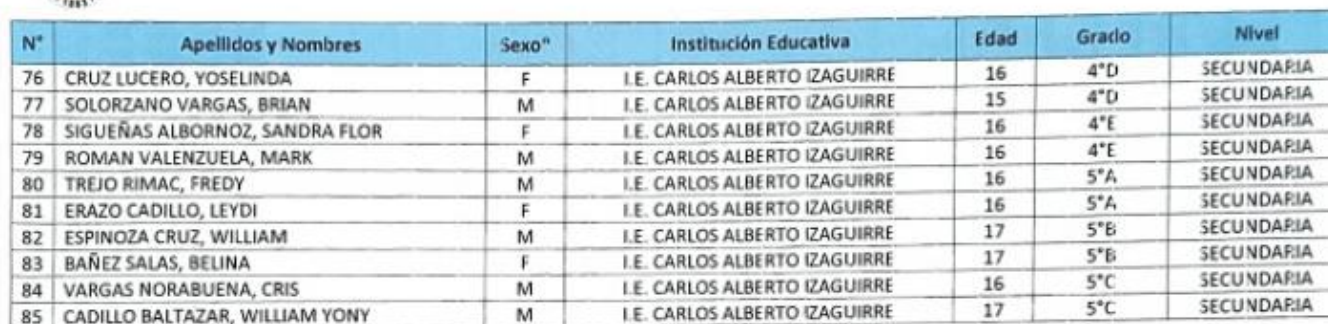 N° Apellidos y Nombres Sexo" Institución Educativa Edad Grado Nivel
76 CRUZ LUCERO, YOSELINDA F I.E. CARLOS ALBERTO IZAGUIRRE 16 4°D SECUNDARIA
77 SOLORZANO VARGAS, BRIAN M I.E. CARLOS ALBERTO IZAGUIRRE 15 4°D SECUNDARIA
78 SIGUEÑAS ALBORNOZ, SANDRA FLOR F I.E. CARLOS ALBERTO IZAGUIRRE 16 4°E SECUNDARIA
79 ROMAN VALENZUELA, MARK M I.E. CARLOS ALBERTO IZAGUIRRE 16 4°E SECUNDARIA
80 TREJO RIMAC, FREDY M I.E. CARLOS ALBERTO IZAGUIRRE 16 5°A SECUNDARIA
81 ERAZO CADILLO, LEYDI F I.E. CARLOS ALBERTO IZAGUIRRE 16 5°A SECUNDARIA
82 ESPINOZA CRUZ, WILLIAM M I.E. CARLOS ALBERTO IZAGUIRRE 17 5°B SECUNDARIA
83 BAÑEZ SALAS, BELINA F I.E. CARLOS ALBERTO IZAGUIRRE 17 5°B SECUNDARIA
84 VARGAS NORABUENA, CRIS M I.E. CARLOS ALBERTO IZAGUIRRE 16 5°C SECUNDARIA
85 CADILLO BALTAZAR, WILLIAM YONY M I.E. CARLOS ALBERTO IZAGUIRRE 17 5°C SECUNDARIA